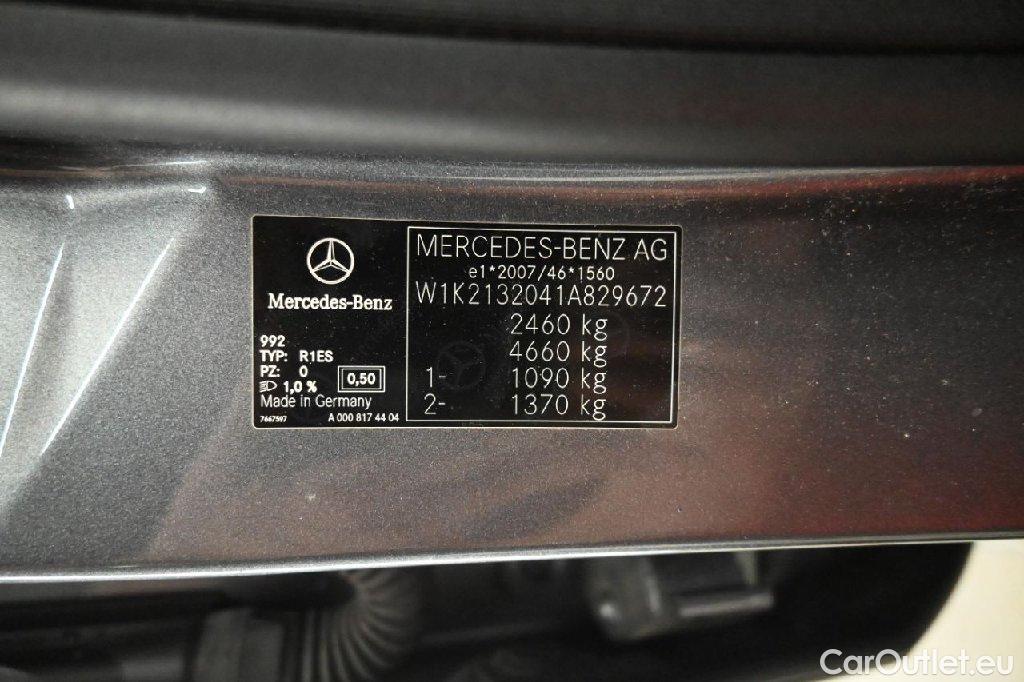 Mercedes-Benz
992
TYP: R1ES
PZ: 0
1,0 %
0,50
Made in Germany
7667597
A 000 817 44 04
MERCEDES-BENZ AG
e1*2007/46*1560
W1K2132041A829672
2460 kg
4660 kg
1- 1090 kg
2- 1370 kg
CarOutlet.eu